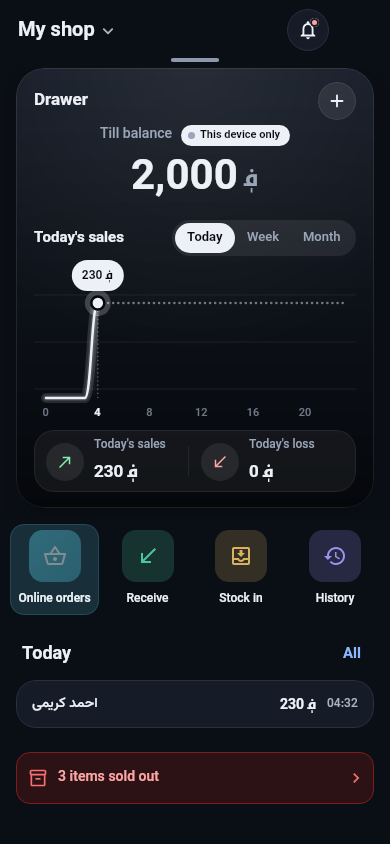 My shop
Drawer
Till balance
This device only
2,000 ؋
Today's sales
Today Week Month
230 ؋
0 4 8 12 16 20
Today's sales
230 ؋
Today's loss
0 ؋
Online orders
Receive
Stock in
History
Today
All
احمد کریمی
230 ؋ 04:32
3 items sold out